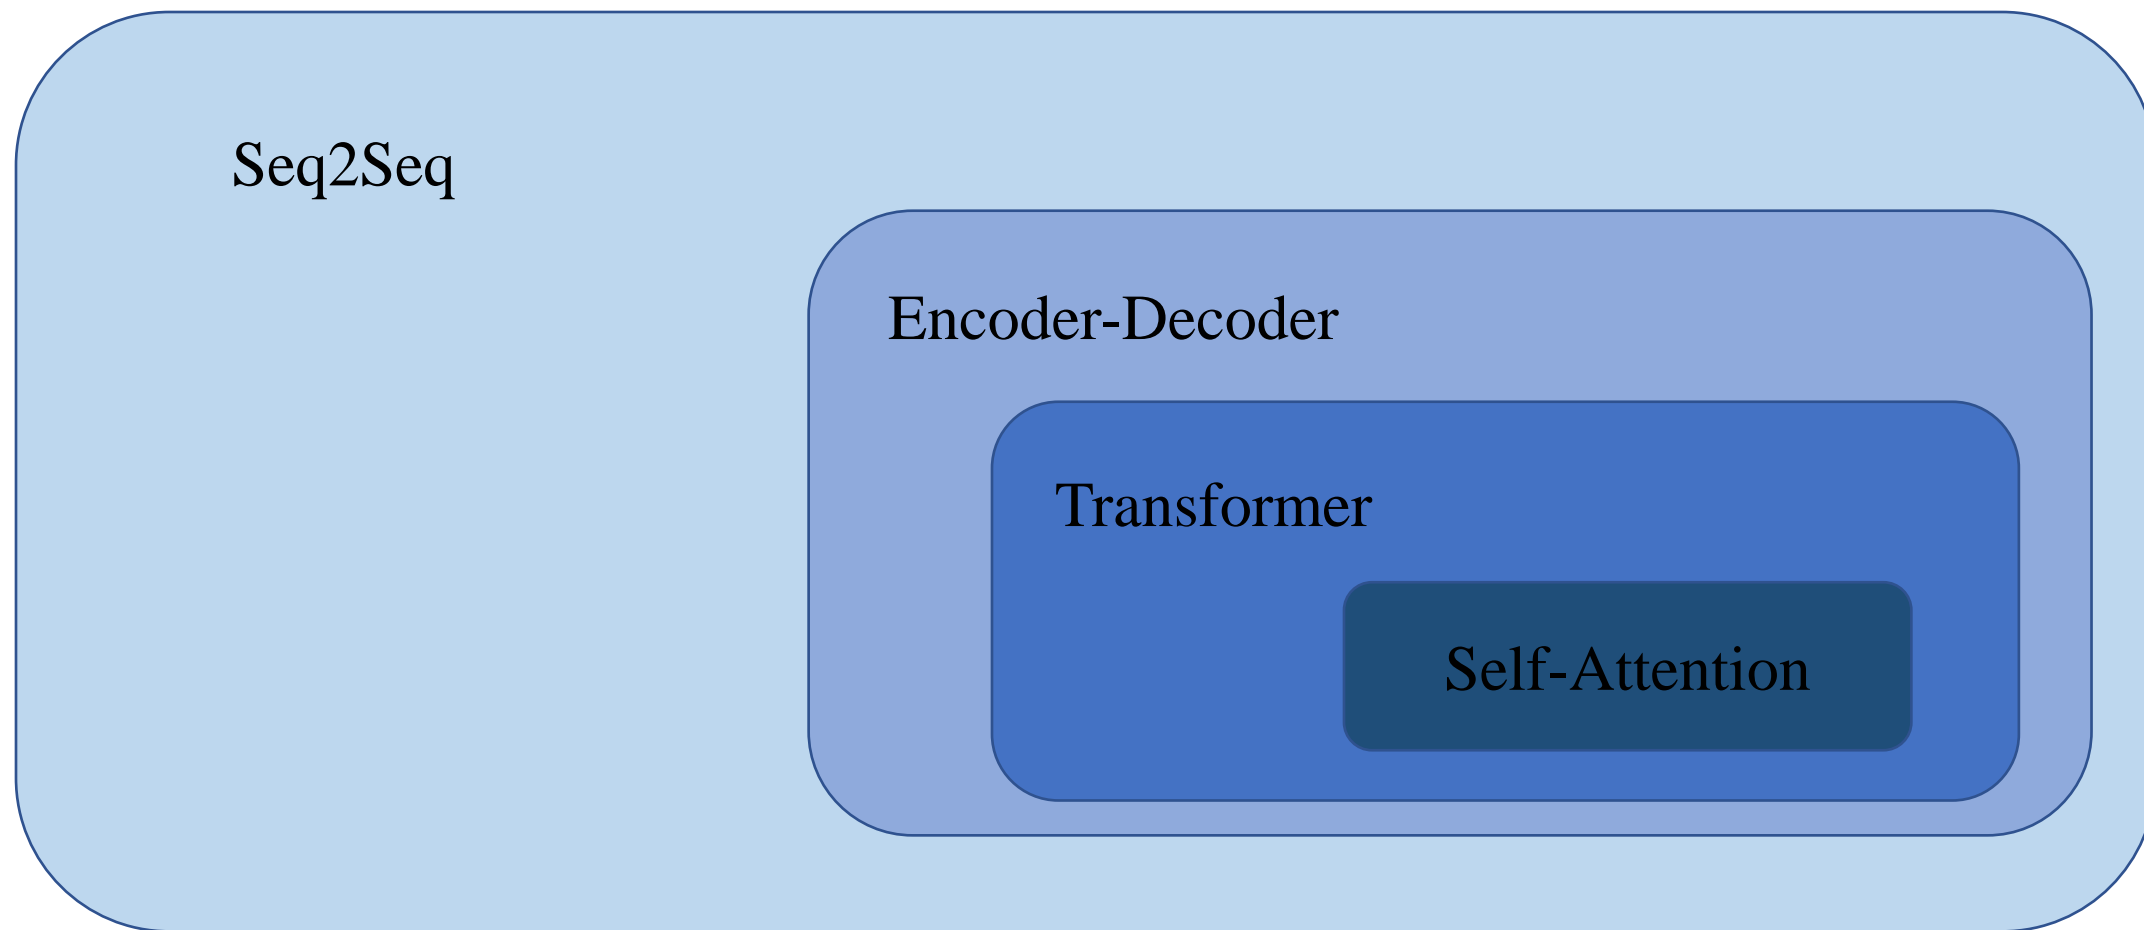 Seq2Seq
Encoder-Decoder
Transformer
Self-Attention